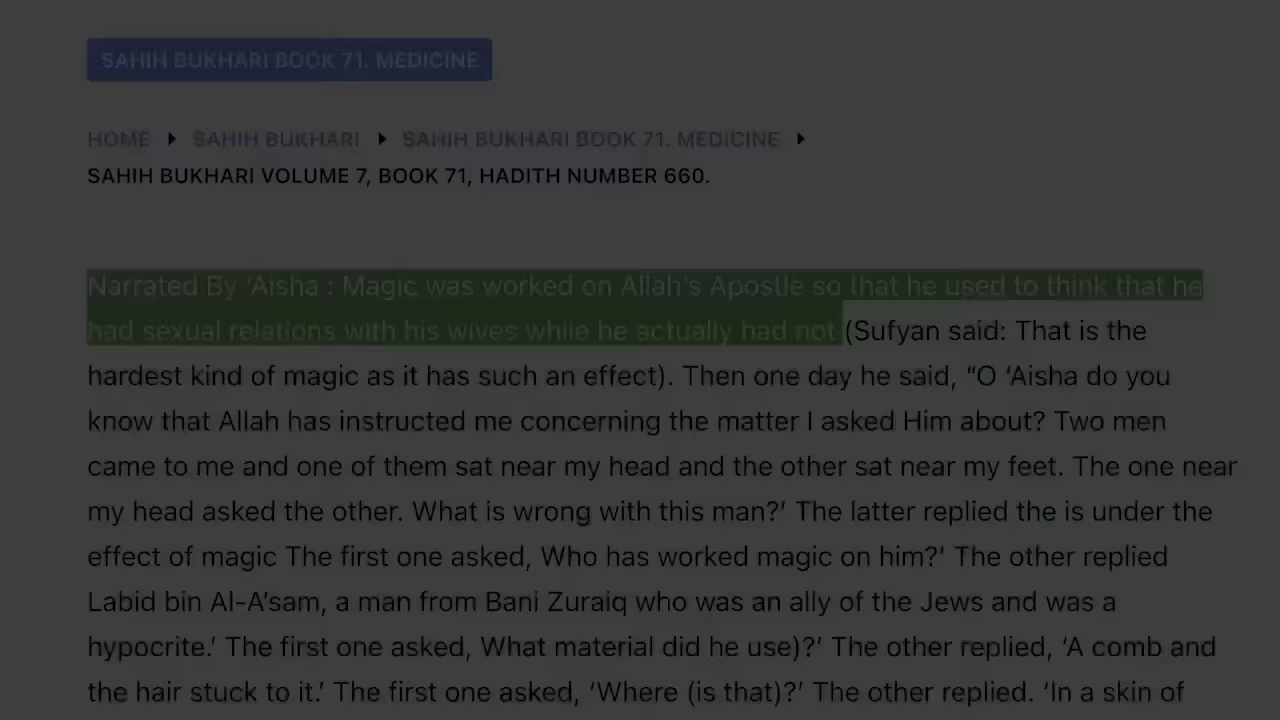 SAHIH BUKHARI BOOK 71. MEDICINE
HOME ▸ SAHIH BUKHARI ▸ SAHIH BUKHARI BOOK 71. MEDICINE ▸
SAHIH BUKHARI VOLUME 7, BOOK 71, HADITH NUMBER 660.
Narrated By ‘Aisha : Magic was worked on Allah’s Apostle so that he used to think that he
had sexual relations with his wives while he actually had not (Sufyan said: That is the
hardest kind of magic as it has such an effect). Then one day he said, “O ‘Aisha do you
know that Allah has instructed me concerning the matter I asked Him about? Two men
came to me and one of them sat near my head and the other sat near my feet. The one near
my head asked the other. What is wrong with this man?’ The latter replied the is under the
effect of magic The first one asked, Who has worked magic on him?’ The other replied
Labid bin Al-A’sam, a man from Bani Zuraiq who was an ally of the Jews and was a
hypocrite.’ The first one asked, What material did he use)?‘ The other replied, ‘A comb and
the hair stuck to it.’ The first one asked, ‘Where (is that)?’ The other replied. ‘In a skin of